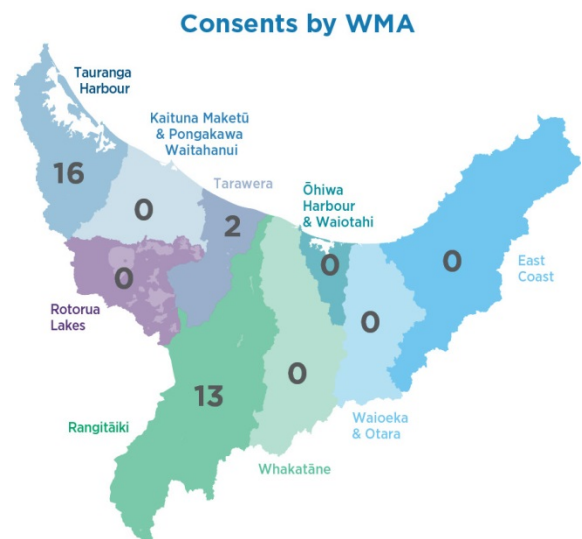 Consents by WMA
Tauranga
Harbour
Kaituna Maketū
& Pongakawa
Waitahanui
Tarawera
Ōhiwa
Harbour
& Waiotahi
16
0
2
0
0
East
Coast
0
Rotorua
Lakes
0
13
0
Rangitāiki
Waioeka
& Otara
Whakatāne